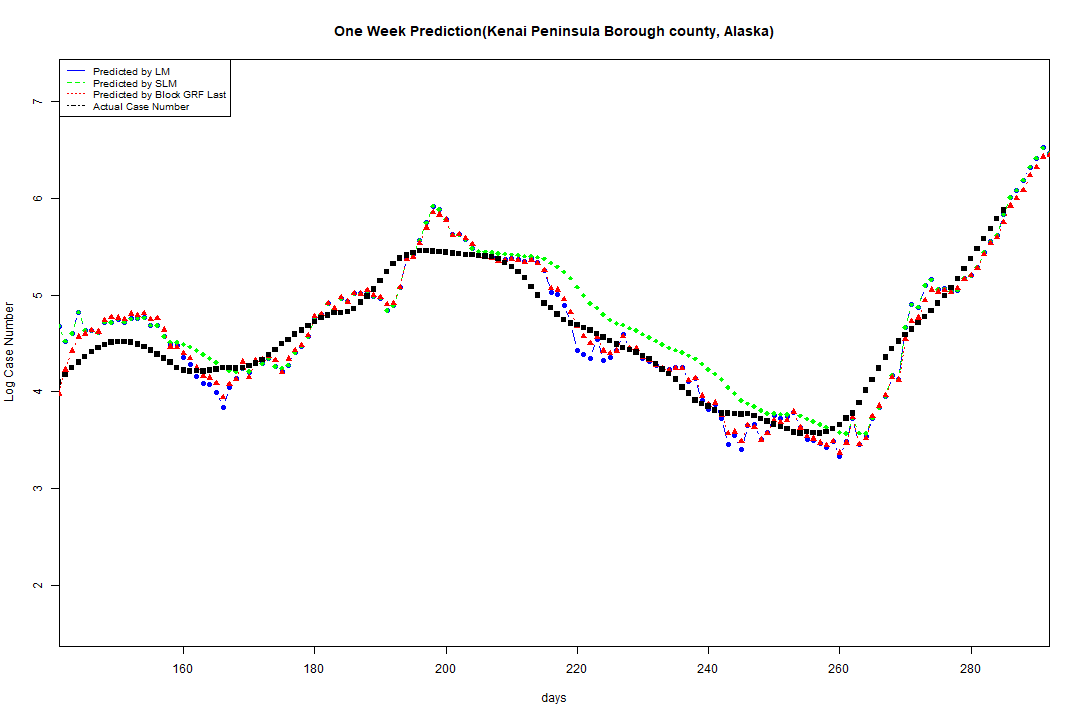 One Week Prediction(Kenai Peninsula Borough county, Alaska)
Predicted by LM
Predicted by SLM
Predicted by Block GRF Last
Actual Case Number
7
6
5
4
3
2
Log Case Number
160 180 200 220 240 260 280
days